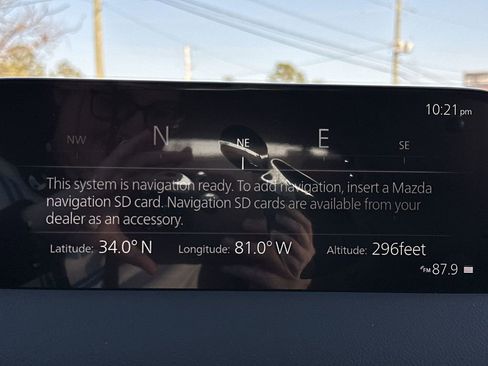 10:21 pm
NW N NE E SE
This system is navigation ready. To add navigation, insert a Mazda
navigation SD card. Navigation SD cards are available from your
dealer as an accessory.
Latitude: 34.0° N Longitude: 81.0° W Altitude: 296feet
FM 87.9